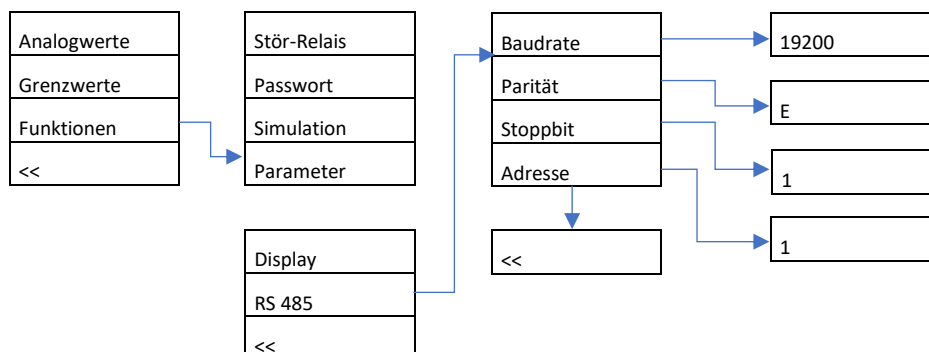 Analogwerte
Grenzwerte
Funktionen
<<
Stör-Relais
Passwort
Simulation
Parameter
Display
RS 485
<<
Baudrate
Parität
Stoppbit
Adresse
<<
19200
E
1
1